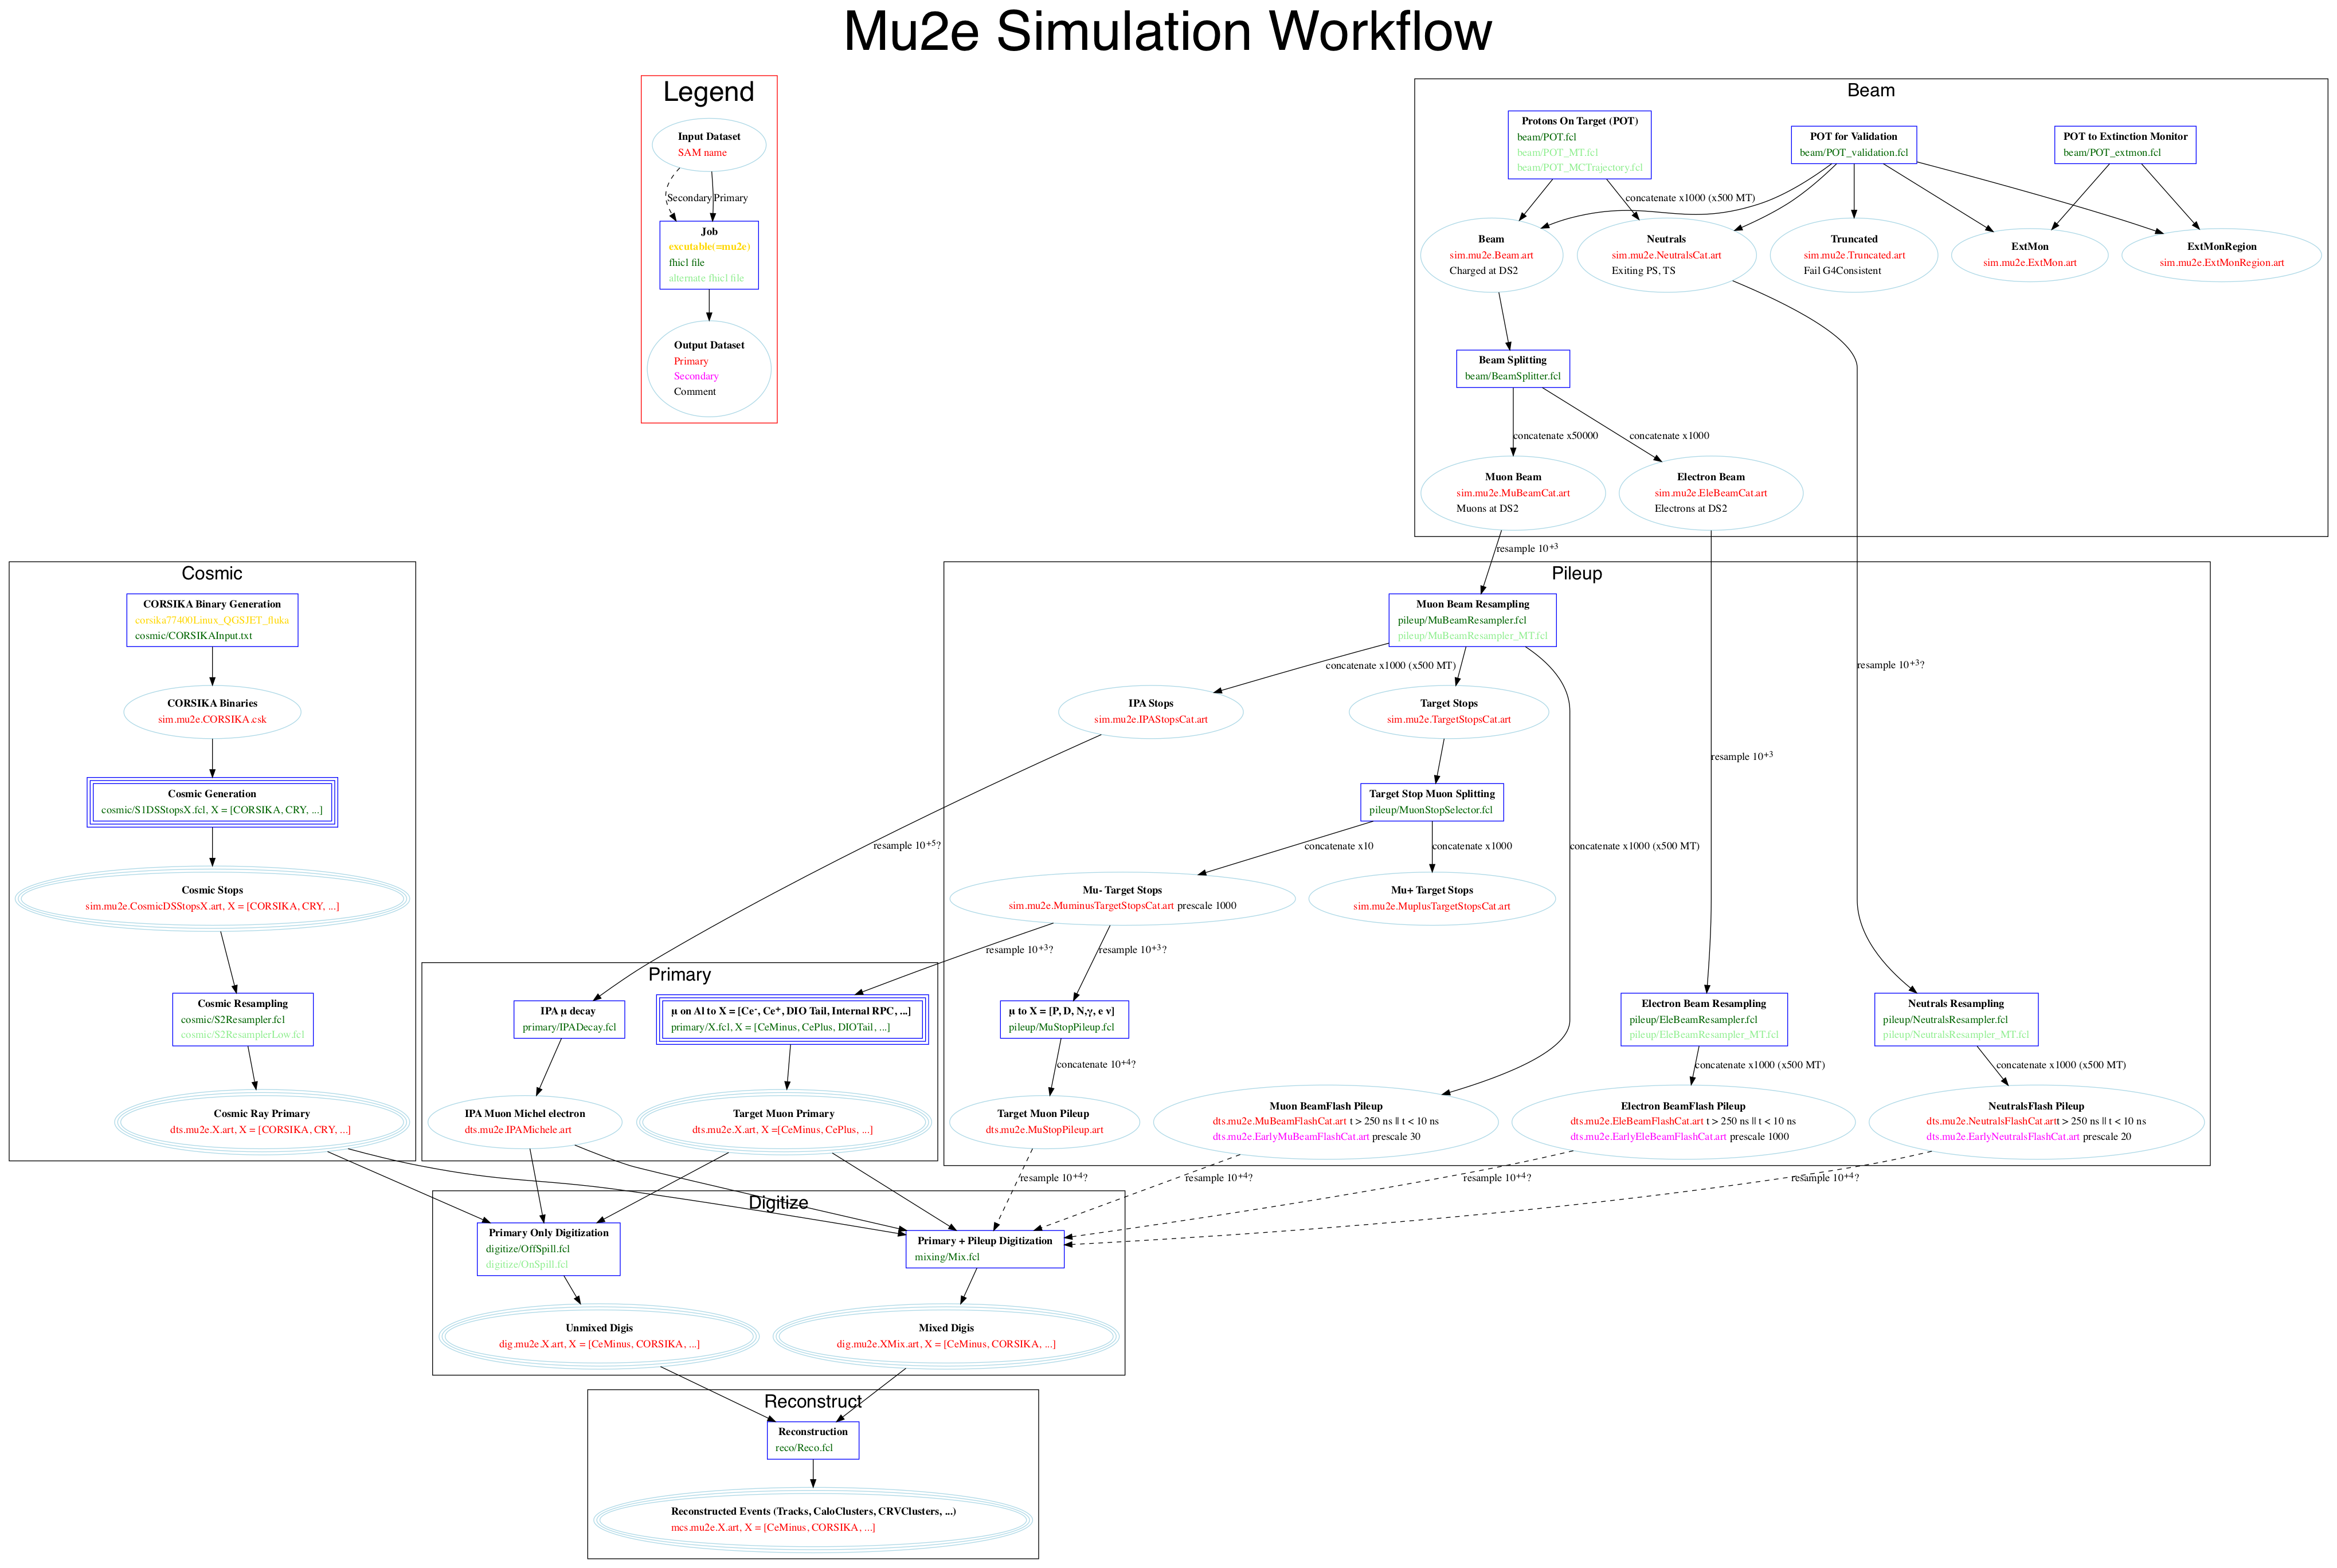 Mu2e Simulation Workflow
Legend
Input Dataset
SAM name
Secondary
Primary
Job
excutable(=mu2e)
fhicl file
alternate fhicl file
Output Dataset
Primary
Secondary
Comment
Beam
Protons On Target (POT)
beam/POT.fcl
beam/POT_MT.fcl
beam/POT_MCTrajectory.fcl
POT for Validation
beam/POT_validation.fcl
POT to Extinction Monitor
beam/POT_extmon.fcl
concatenate x1000 (x500 MT)
Beam
sim.mu2e.Beam.art
Charged at DS2
Neutrals
sim.mu2e.NeutralsCat.art
Exiting PS, TS
Truncated
sim.mu2e.Truncated.art
Fail G4Consistent
ExtMon
sim.mu2e.ExtMon.art
ExtMonRegion
sim.mu2e.ExtMonRegion.art
Beam Splitting
beam/BeamSplitter.fcl
concatenate x50000
concatenate x1000
Muon Beam
sim.mu2e.MuBeamCat.art
Muons at DS2
Electron Beam
sim.mu2e.EleBeamCat.art
Electrons at DS2
resample 10+3
Cosmic
CORSIKA Binary Generation
corsika77400Linux_QGSJET_fluka
cosmic/CORSIKAInput.txt
CORSIKA Binaries
sim.mu2e.CORSIKA.csk
Cosmic Generation
cosmic/S1DSStopsX.fcl, X = [CORSIKA, CRY, ...]
Cosmic Stops
sim.mu2e.CosmicDSStopsX.art, X = [CORSIKA, CRY, ...]
Cosmic Resampling
cosmic/S2Resampler.fcl
cosmic/S2ResamplerLow.fcl
Cosmic Ray Primary
dts.mu2e.X.art, X = [CORSIKA, CRY, ...]
Pileup
Muon Beam Resampling
pileup/MuBeamResampler.fcl
pileup/MuBeamResampler_MT.fcl
concatenate x1000 (x500 MT)
resample 10+3?
IPA Stops
sim.mu2e.IPAStopsCat.art
Target Stops
sim.mu2e.TargetStopsCat.art
resample 10+3
Target Stop Muon Splitting
pileup/MuonStopSelector.fcl
resample 10+5?
concatenate x10
concatenate x1000
concatenate x1000 (x500 MT)
Mu- Target Stops
sim.mu2e.MuminusTargetStopsCat.art prescale 1000
Mu+ Target Stops
sim.mu2e.MuplusTargetStopsCat.art
resample 10+3?
resample 10+3?
Primary
IPA μ decay
primary/IPADecay.fcl
μ on Al to X = [Ce-, Ce+, DIO Tail, Internal RPC, ...]
primary/X.fcl, X = [CeMinus, CePlus, DIOTail, ...]
μ to X = [P, D, N,γ, e ν]
pileup/MuStopPileup.fcl
Electron Beam Resampling
pileup/EleBeamResampler.fcl
pileup/EleBeamResampler_MT.fcl
Neutrals Resampling
pileup/NeutralsResampler.fcl
pileup/NeutralsResampler_MT.fcl
concatenate 10+4?
concatenate x1000 (x500 MT)
concatenate x1000 (x500 MT)
IPA Muon Michel electron
dts.mu2e.IPAMichele.art
Target Muon Primary
dts.mu2e.X.art, X =[CeMinus, CePlus, ...]
Target Muon Pileup
dts.mu2e.MuStopPileup.art
Muon BeamFlash Pileup
dts.mu2e.MuBeamFlashCat.art t > 250 ns || t < 10 ns
dts.mu2e.EarlyMuBeamFlashCat.art prescale 30
Electron BeamFlash Pileup
dts.mu2e.EleBeamFlashCat.art t > 250 ns || t < 10 ns
dts.mu2e.EarlyEleBeamFlashCat.art prescale 1000
NeutralsFlash Pileup
dts.mu2e.NeutralsFlashCat.artt > 250 ns || t < 10 ns
dts.mu2e.EarlyNeutralsFlashCat.art prescale 20
resample 10+4?
resample 10+4?
resample 10+4?
resample 10+4?
Digitize
Primary Only Digitization
digitize/OffSpill.fcl
digitize/OnSpill.fcl
Primary + Pileup Digitization
mixing/Mix.fcl
Unmixed Digis
dig.mu2e.X.art, X = [CeMinus, CORSIKA, ...]
Mixed Digis
dig.mu2e.XMix.art, X = [CeMinus, CORSIKA, ...]
Reconstruct
Reconstruction
reco/Reco.fcl
Reconstructed Events (Tracks, CaloClusters, CRVClusters, ...)
mcs.mu2e.X.art, X = [CeMinus, CORSIKA, ...]